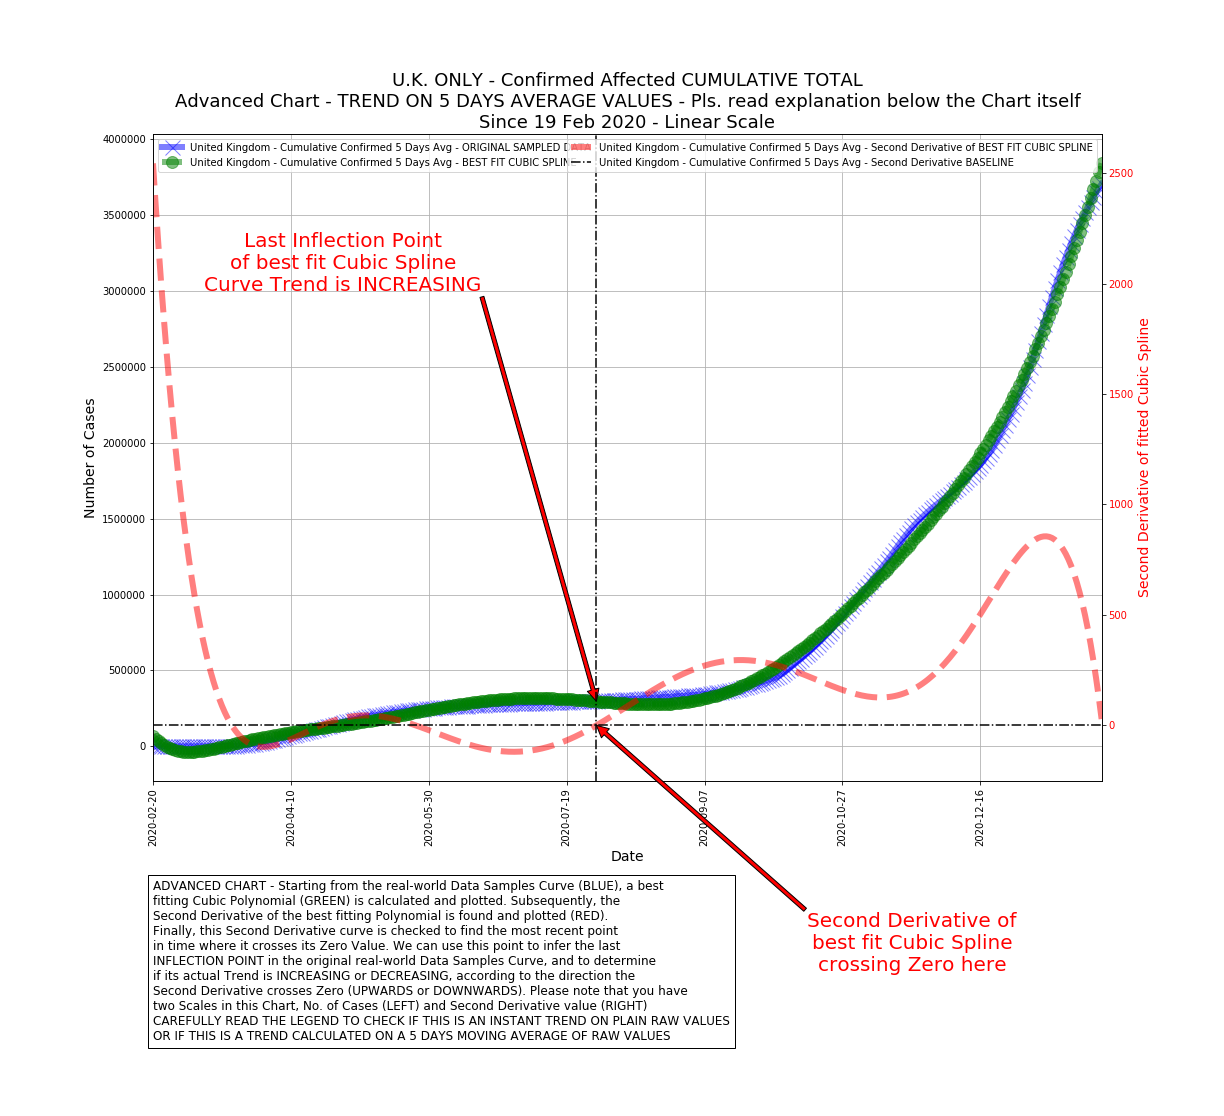 U.K. ONLY - Confirmed Affected CUMULATIVE TOTAL
Advanced Chart - TREND ON 5 DAYS AVERAGE VALUES - Pls. read explanation below the Chart itself
Since 19 Feb 2020 - Linear Scale
United Kingdom - Cumulative Confirmed 5 Days Avg - ORIGINAL SAMPLED
United Kingdom - Cumulative Confirmed 5 Days Avg - BEST FIT CUBIC SPLIN
United Kingdom - Cumulative Confirmed 5 Days Avg - Second Derivative of BEST FIT CUBIC SPLINE
United Kingdom - Cumulative Confirmed 5 Days Avg - Second Derivative BASELINE
Last Inflection Point
of best fit Cubic Spline
Curve Trend is INCREASING
Number of Cases
4000000
3500000
3000000
2500000
2000000
1500000
1000000
500000
0
Second Derivative of fitted Cubic Spline
2500
2000
1500
1000
500
0
2020-02-20
2020-04-10
2020-05-30
2020-07-19
2020-09-07
2020-10-27
2020-12-16
Date
Second Derivative of
best fit Cubic Spline
crossing Zero here
ADVANCED CHART - Starting from the real-world Data Samples Curve (BLUE), a best
fitting Cubic Polynomial (GREEN) is calculated and plotted. Subsequently, the
Second Derivative of the best fitting Polynomial is found and plotted (RED).
Finally, this Second Derivative curve is checked to find the most recent point
in time where it crosses its Zero Value. We can use this point to infer the last
INFLECTION POINT in the original real-world Data Samples Curve, and to determine
if its actual Trend is INCREASING or DECREASING, according to the direction the
Second Derivative crosses Zero (UPWARDS or DOWNWARDS). Please note that you have
two Scales in this Chart, No. of Cases (LEFT) and Second Derivative value (RIGHT)
CAREFULLY READ THE LEGEND TO CHECK IF THIS IS AN INSTANT TREND ON PLAIN RAW VALUES
OR IF THIS IS A TREND CALCULATED ON A 5 DAYS MOVING AVERAGE OF RAW VALUES